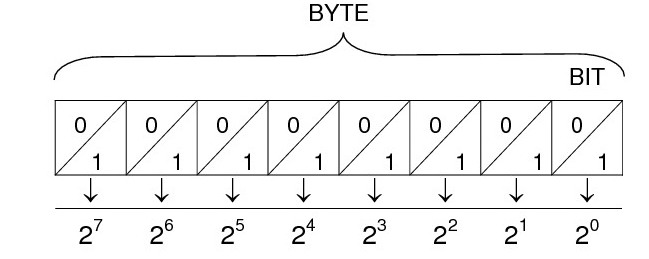 BYTE
BIT
0 0 0 0 0 0 0 0
1 1 1 1 1 1 1 1
2⁷ 2⁶ 2⁵ 2⁴ 2³ 2² 2¹ 2⁰